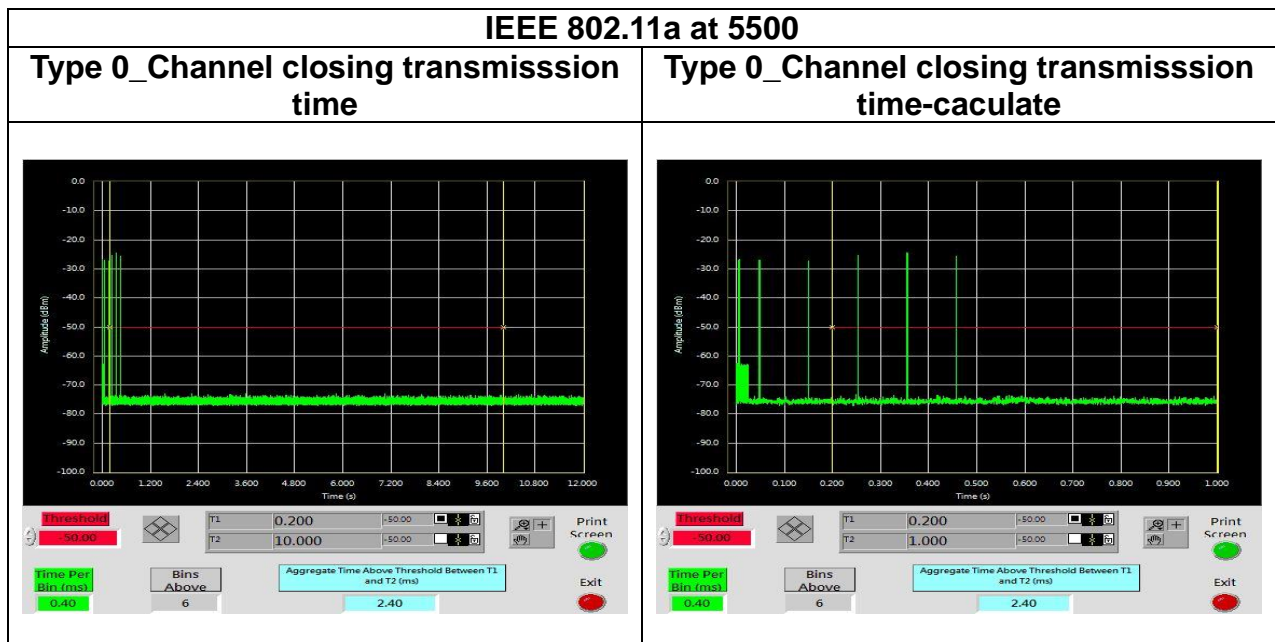 IEEE 802.11a at 5500
Type 0_Channel closing transmisssion
time
Type 0_Channel closing transmisssion
time-caculate
0.0
-10.0
-20.0
-30.0
-40.0
-50.0
-60.0
-70.0
-80.0
-90.0
-100.0
Amplitude (dBm)
0.000 1.200 2.400 3.600 4.800 6.000 7.200 8.400 9.600 10.800 12.000
Time (s)
Threshold
-50.00
T1 0.200 -50.00
T2 10.000 -50.00
Print
Screen
Time Per
Bin (ms)
0.40
Bins
Above
6
Aggregate Time Above Threshold Between T1
and T2 (ms)
2.40
Exit
0.0
-10.0
-20.0
-30.0
-40.0
-50.0
-60.0
-70.0
-80.0
-90.0
-100.0
Amplitude (dBm)
0.000 0.100 0.200 0.300 0.400 0.500 0.600 0.700 0.800 0.900 1.000
Time (s)
Threshold
-50.00
T1 0.200 -50.00
T2 1.000 -50.00
Print
Screen
Time Per
Bin (ms)
0.40
Bins
Above
6
Aggregate Time Above Threshold Between T1
and T2 (ms)
2.40
Exit